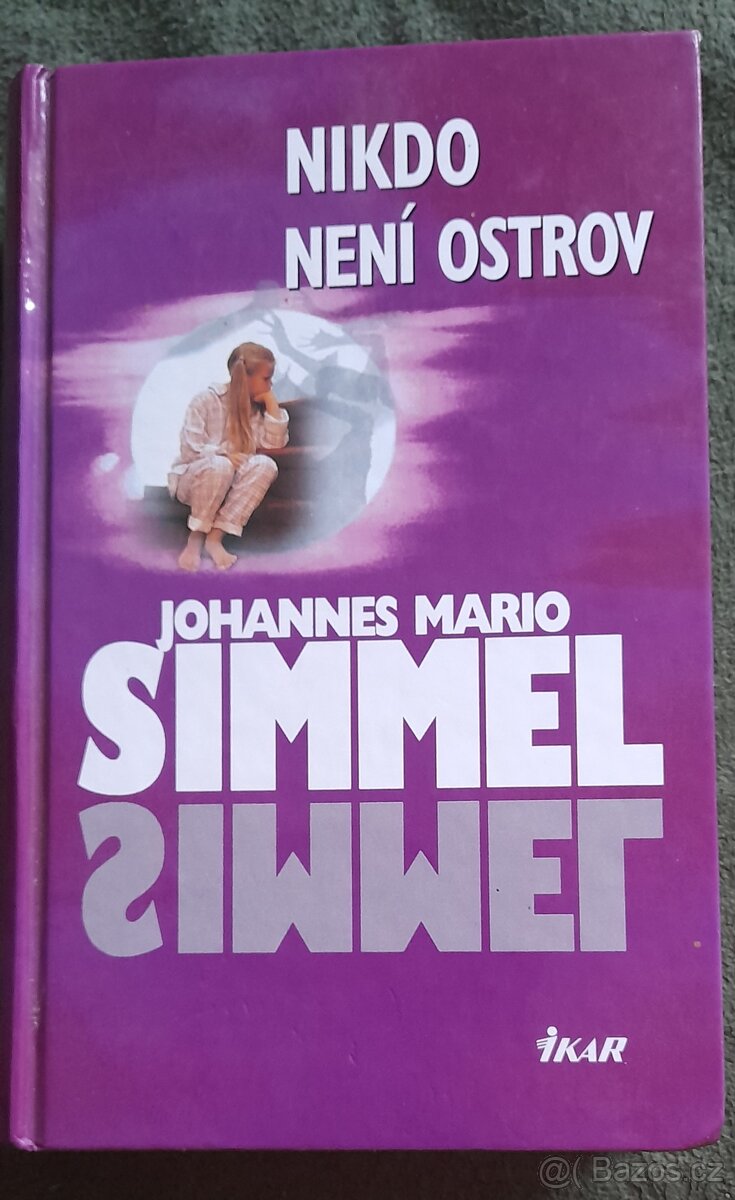 NIKDO
NENÍ OSTROV
JOHANNES MARIO
SIMMEL
SIMMEL
iKAR
@( Bazos.cz